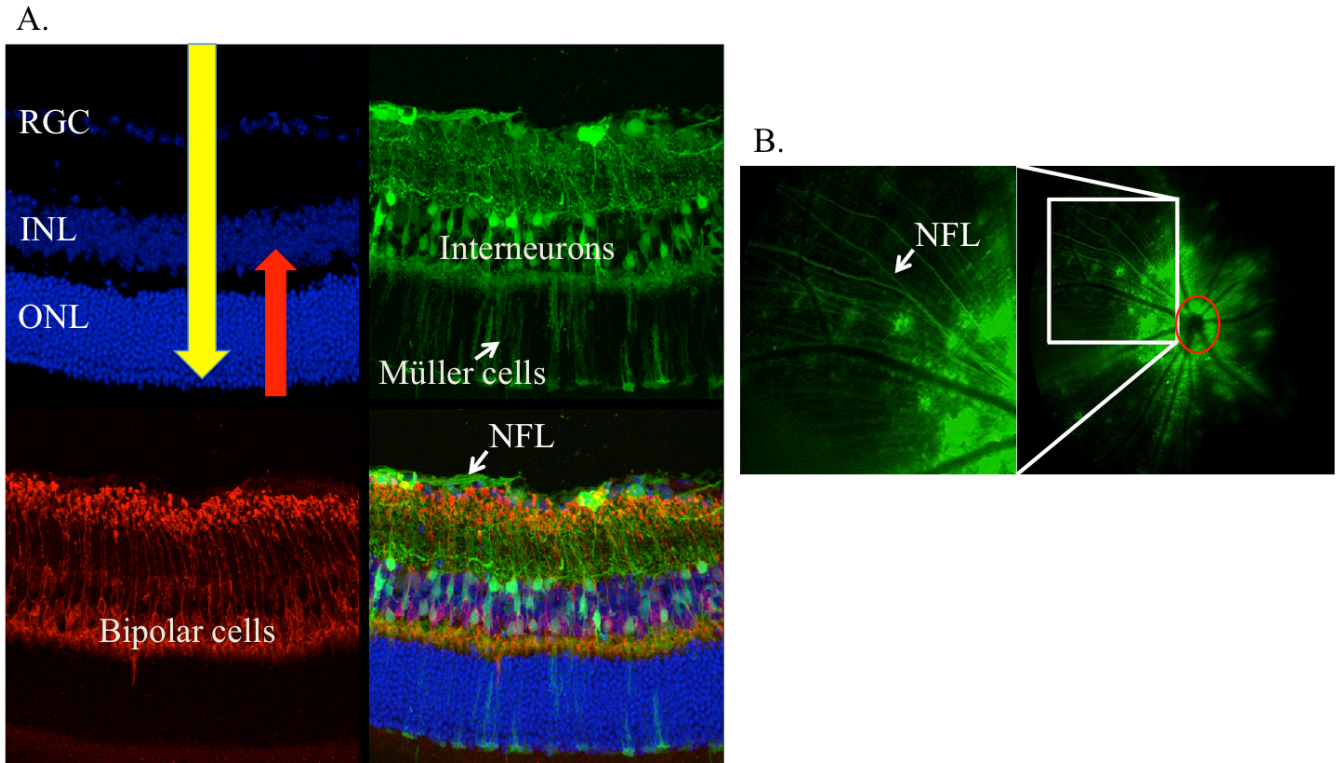 A.
RGC
INL
ONL
Interneurons
Müller cells
Bipolar cells
NFL
B.
NFL